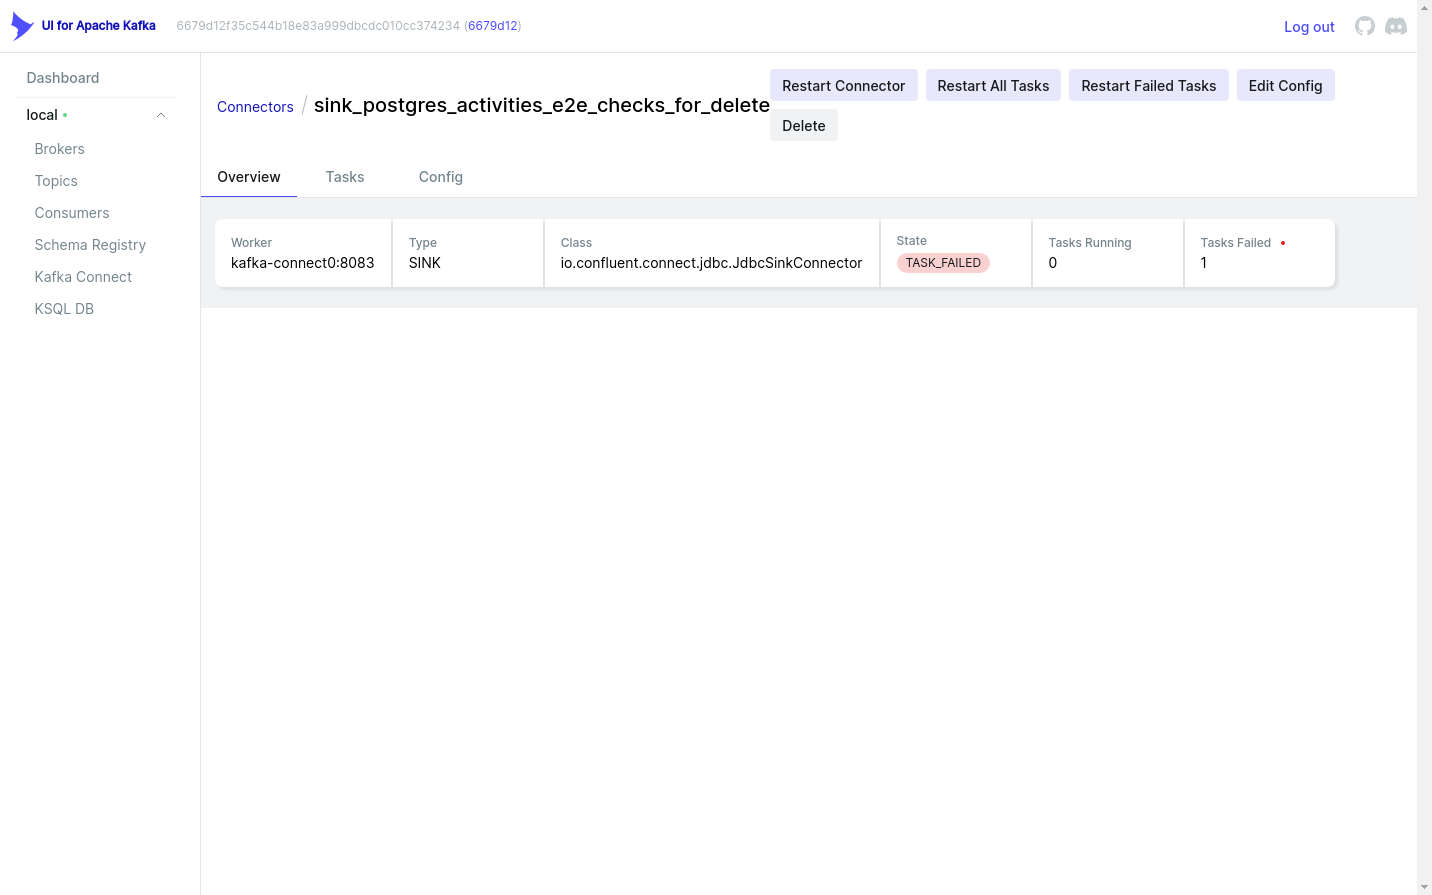 UI for Apache Kafka
6679d12f35c544b18e83a999dbcdc010cc374234 (6679d12)
Log out
Dashboard
local
Brokers
Topics
Consumers
Schema Registry
Kafka Connect
KSQL DB
Connectors / sink_postgres_activities_e2e_checks_for_delete
Restart Connector
Restart All Tasks
Restart Failed Tasks
Edit Config
Delete
Overview
Tasks
Config
Worker
kafka-connect0:8083
Type
SINK
Class
io.confluent.connect.jdbc.JdbcSinkConnector
State
TASK_FAILED
Tasks Running
0
Tasks Failed
1